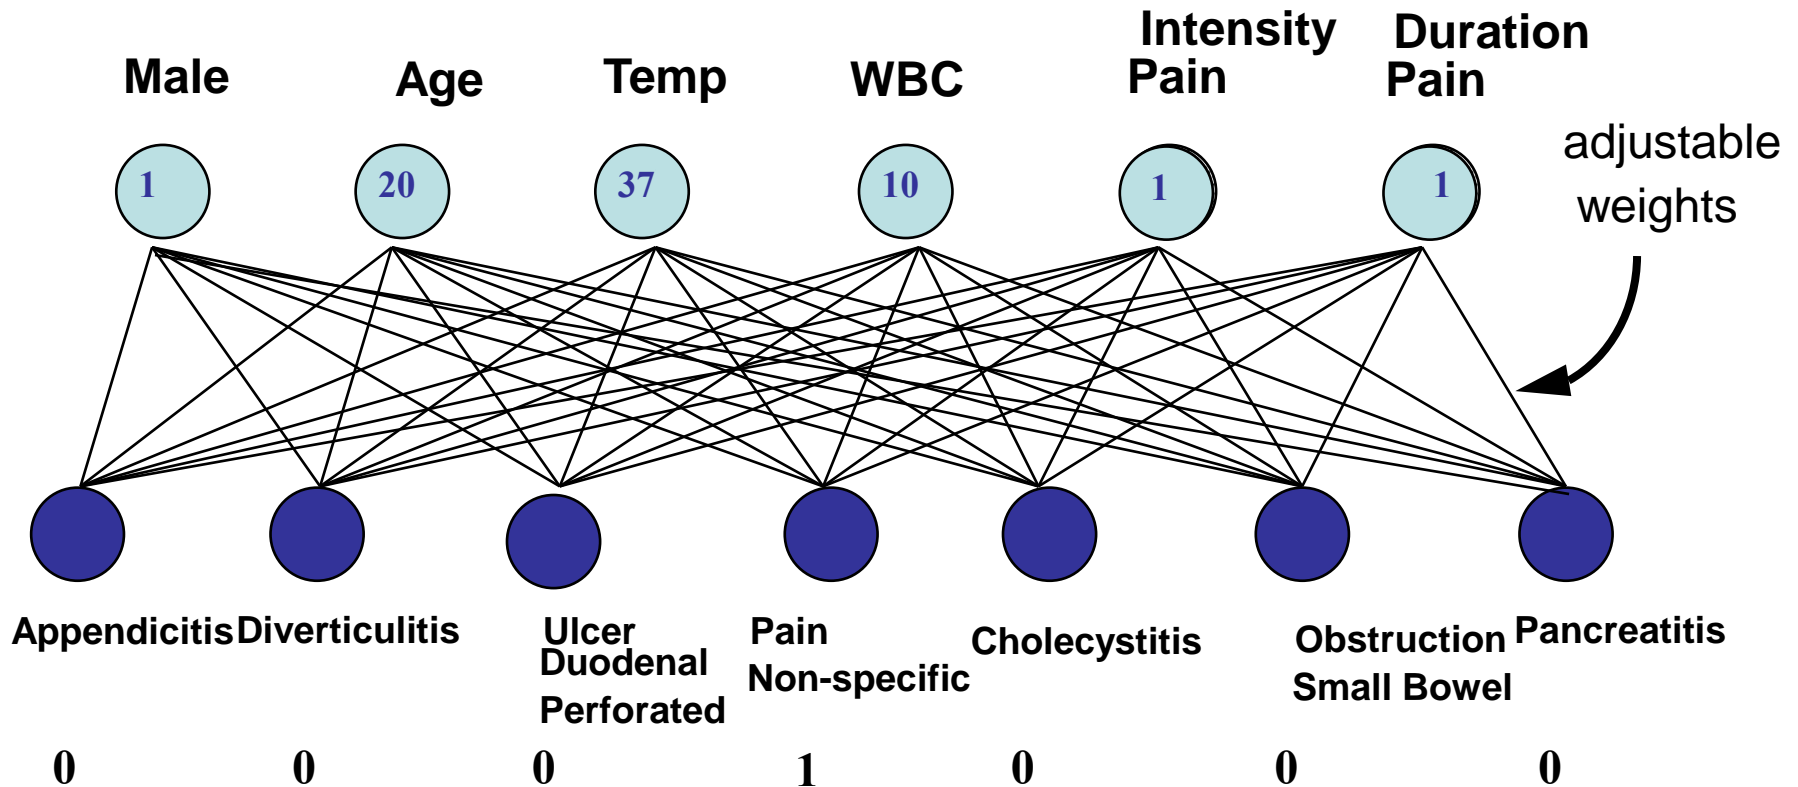 Male Age Temp WBC Intensity Pain Duration Pain
adjustable
weights
1 20 37 10 1 1
Appendicitis Diverticulitis Ulcer Pain Cholecystitis Obstruction Pancreatitis
Duodenal Non-specific Small Bowel
Perforated
0 0 0 1 0 0 0